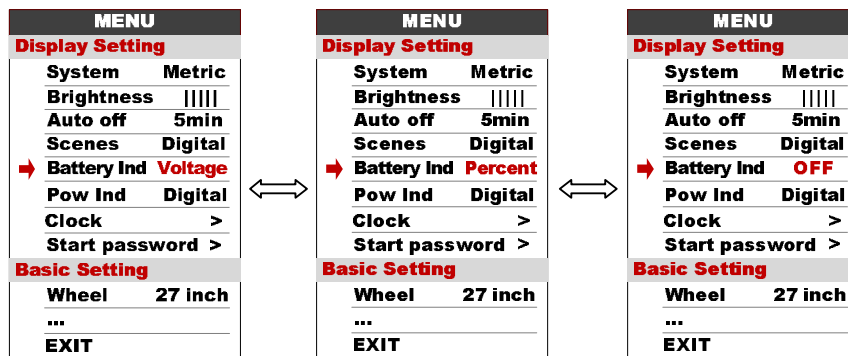 MENU
Display Setting
System Metric
Brightness |||||
Auto off 5min
Scenes Digital
Battery Ind Voltage
Pow Ind Digital
Clock >
Start password >
Basic Setting
Wheel 27 inch
...
EXIT
MENU
Display Setting
System Metric
Brightness |||||
Auto off 5min
Scenes Digital
Battery Ind Percent
Pow Ind Digital
Clock >
Start password >
Basic Setting
Wheel 27 inch
...
EXIT
MENU
Display Setting
System Metric
Brightness |||||
Auto off 5min
Scenes Digital
Battery Ind OFF
Pow Ind Digital
Clock >
Start password >
Basic Setting
Wheel 27 inch
...
EXIT